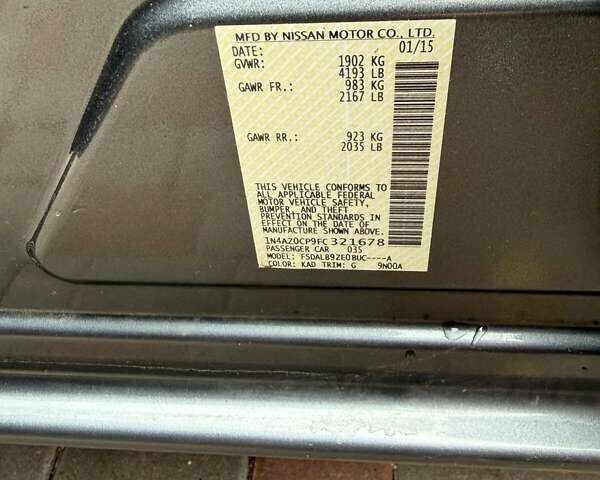 MFD BY NISSAN MOTOR CO., LTD.
DATE: 01/15
GVWR: 1902 KG
4193 LB
GAWR FR.: 983 KG
2167 LB
GAWR RR.: 923 KG
2035 LB
THIS VEHICLE CONFORMS TO
ALL APPLICABLE FEDERAL
MOTOR VEHICLE SAFETY,
BUMPER, AND THEFT
PREVENTION STANDARDS IN
EFFECT ON THE DATE OF
MANUFACTURE SHOWN ABOVE.
1N4AZ0CP9FC321678
PASSENGER CAR 035
MODEL: FSDALB9ZE0BUC----A
COLOR: KAD TRIM: G 9N00A